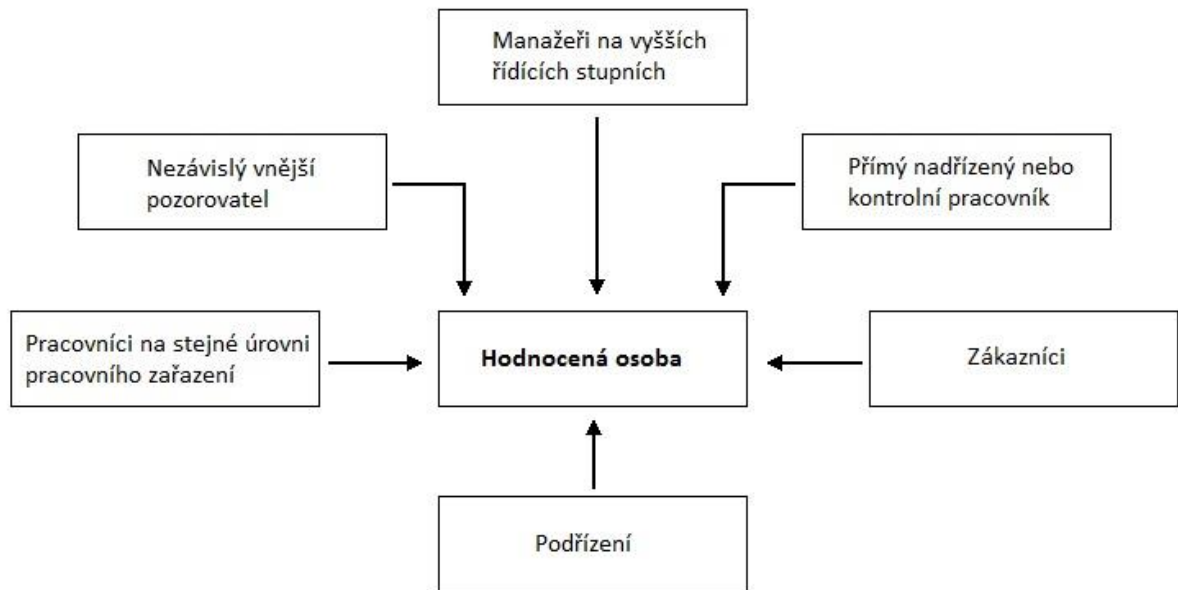 Manažeři na vyšších
řídících stupních
Nezávislý vnější
pozorovatel
Přímý nadřízený nebo
kontrolní pracovník
Pracovníci na stejné úrovni
pracovního zařazení
Hodnocená osoba
Zákazníci
Podřízení